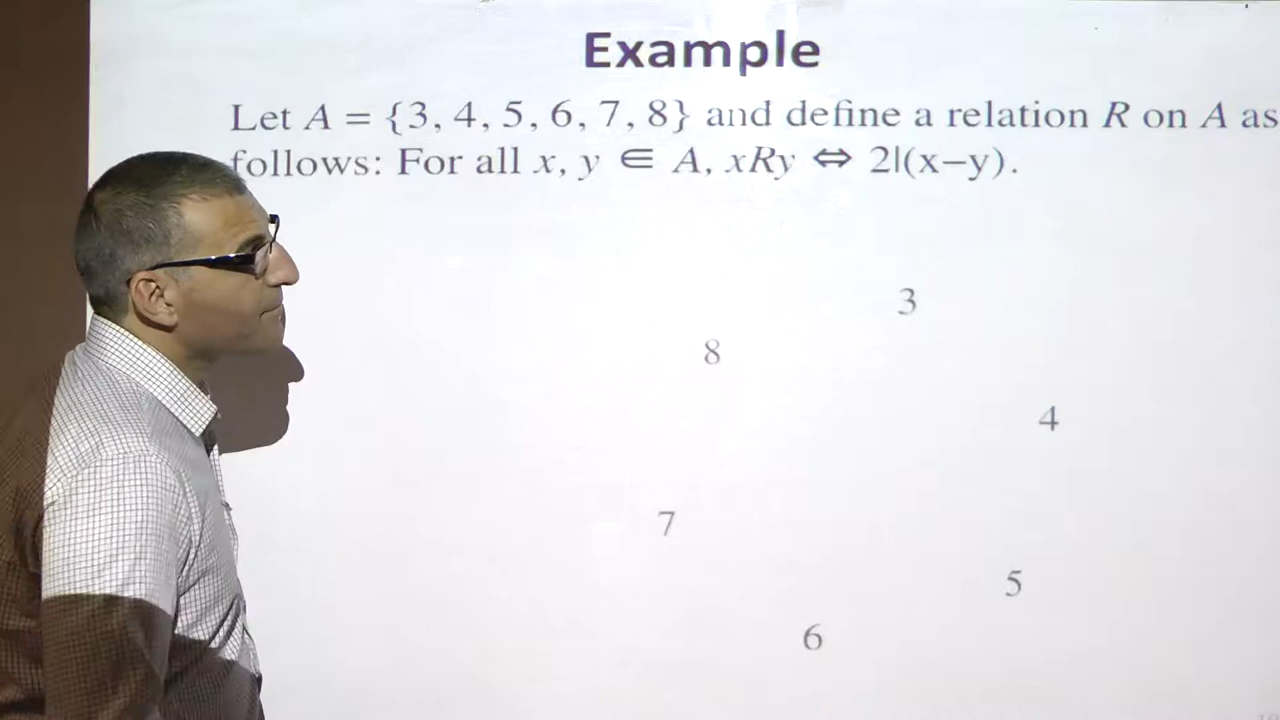 Example
Let A = {3, 4, 5, 6, 7, 8} and define a relation R on A as
follows: For all x, y ∈ A, xRy ⇔ 2|(x−y).
3
8
4
7
5
6